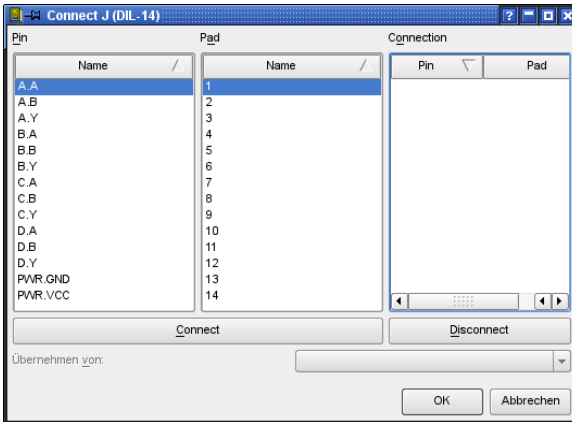 Connect J (DIL-14)
Pin
Pad
Connection
Name
Name
Pin
Pad
A.A
1
A.B
2
A.Y
3
B.A
4
B.B
5
B.Y
6
C.A
7
C.B
8
C.Y
9
D.A
10
D.B
11
D.Y
12
PWR.GND
13
PWR.VCC
14
Connect
Disconnect
Übernehmen von:
OK
Abbrechen